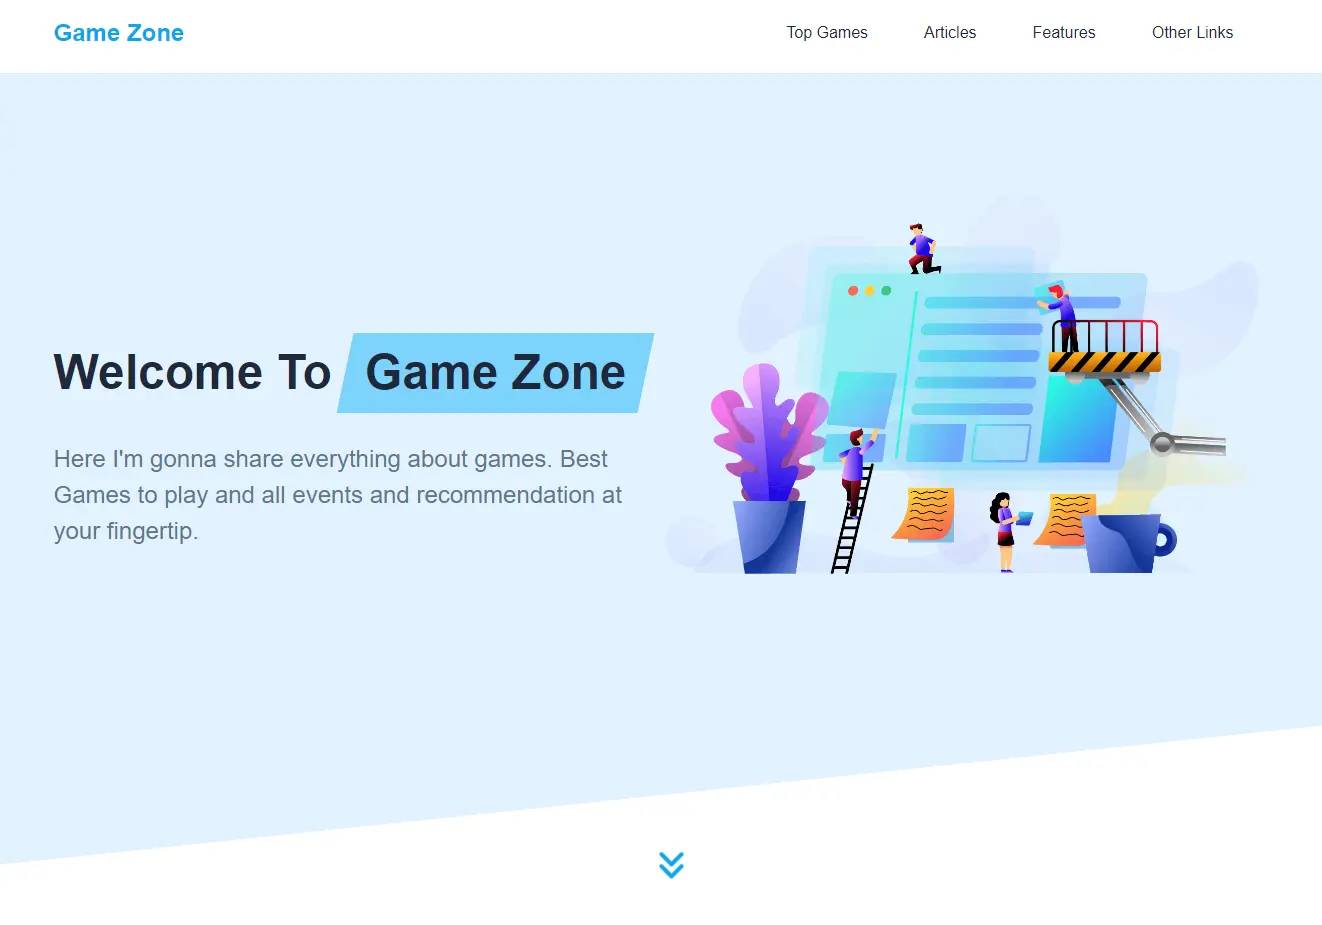 Game Zone
Top Games
Articles
Features
Other Links
Welcome To Game Zone
Here I'm gonna share everything about games. Best
Games to play and all events and recommendation at
your fingertip.